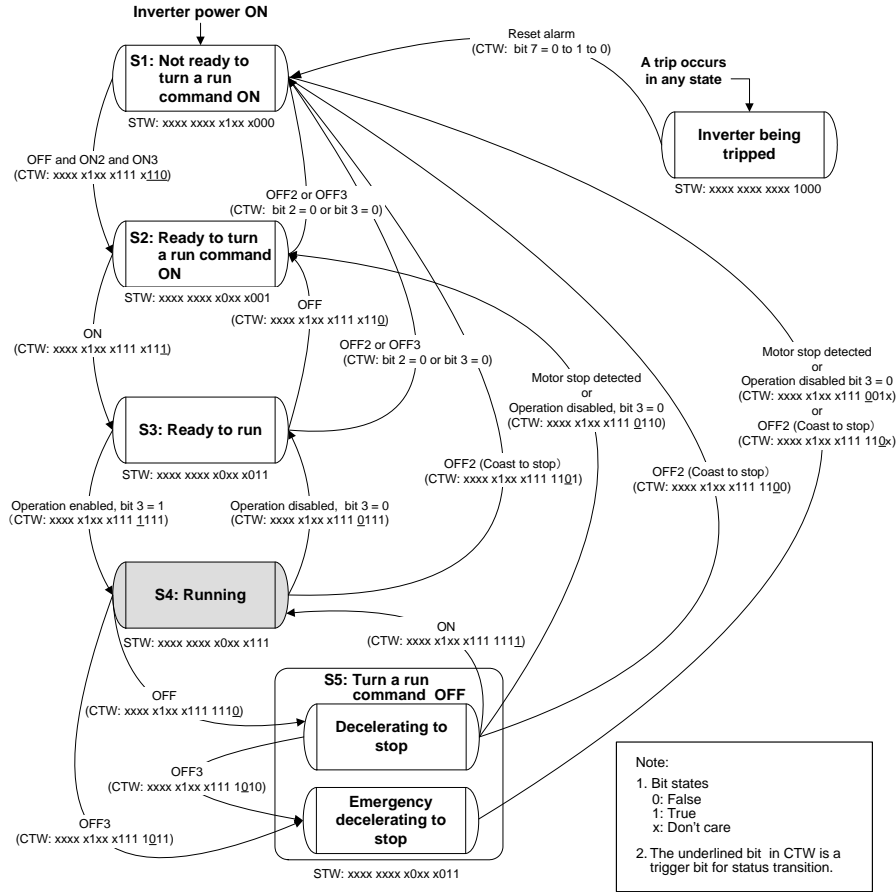 Inverter power ON
S1: Not ready to
turn a run
command ON
STW: xxxx xxxx x1xx x000
Reset alarm
(CTW: bit 7 = 0 to 1 to 0)
A trip occurs
in any state
Inverter being
tripped
STW: xxxx xxxx xxxx 1000
OFF and ON2 and ON3
(CTW: xxxx x1xx x111 x110)
OFF2 or OFF3
(CTW: bit 2 = 0 or bit 3 = 0)
S2: Ready to turn
a run command
ON
STW: xxxx xxxx x0xx x001
ON
(CTW: xxxx x1xx x111 x111)
OFF
(CTW: xxxx x1xx x111 x110)
OFF2 or OFF3
(CTW: bit 2 = 0 or bit 3 = 0)
S3: Ready to run
STW: xxxx xxxx x0xx x011
Motor stop detected
or
Operation disabled, bit 3 = 0
(CTW: xxxx x1xx x111 0110)
Motor stop detected
or
Operation disabled bit 3 = 0
(CTW: xxxx x1xx x111 001x)
or
OFF2 (Coast to stop)
(CTW: xxxx x1xx x111 110x)
OFF2 (Coast to stop)
(CTW: xxxx x1xx x111 1101)
OFF2 (Coast to stop)
(CTW: xxxx x1xx x111 1100)
Operation enabled, bit 3 = 1
(CTW: xxxx x1xx x111 1111)
Operation disabled, bit 3 = 0
(CTW: xxxx x1xx x111 0111)
S4: Running
STW: xxxx xxxx x0xx x111
ON
(CTW: xxxx x1xx x111 1111)
OFF
(CTW: xxxx x1xx x111 1110)
S5: Turn a run
command OFF
Decelerating to
stop
OFF3
(CTW: xxxx x1xx x111 1010)
Emergency
decelerating to
stop
OFF3
(CTW: xxxx x1xx x111 1011)
STW: xxxx xxxx x0xx x011
Note:
1. Bit states
0: False
1: True
x: Don't care
2. The underlined bit in CTW is a
trigger bit for status transition.